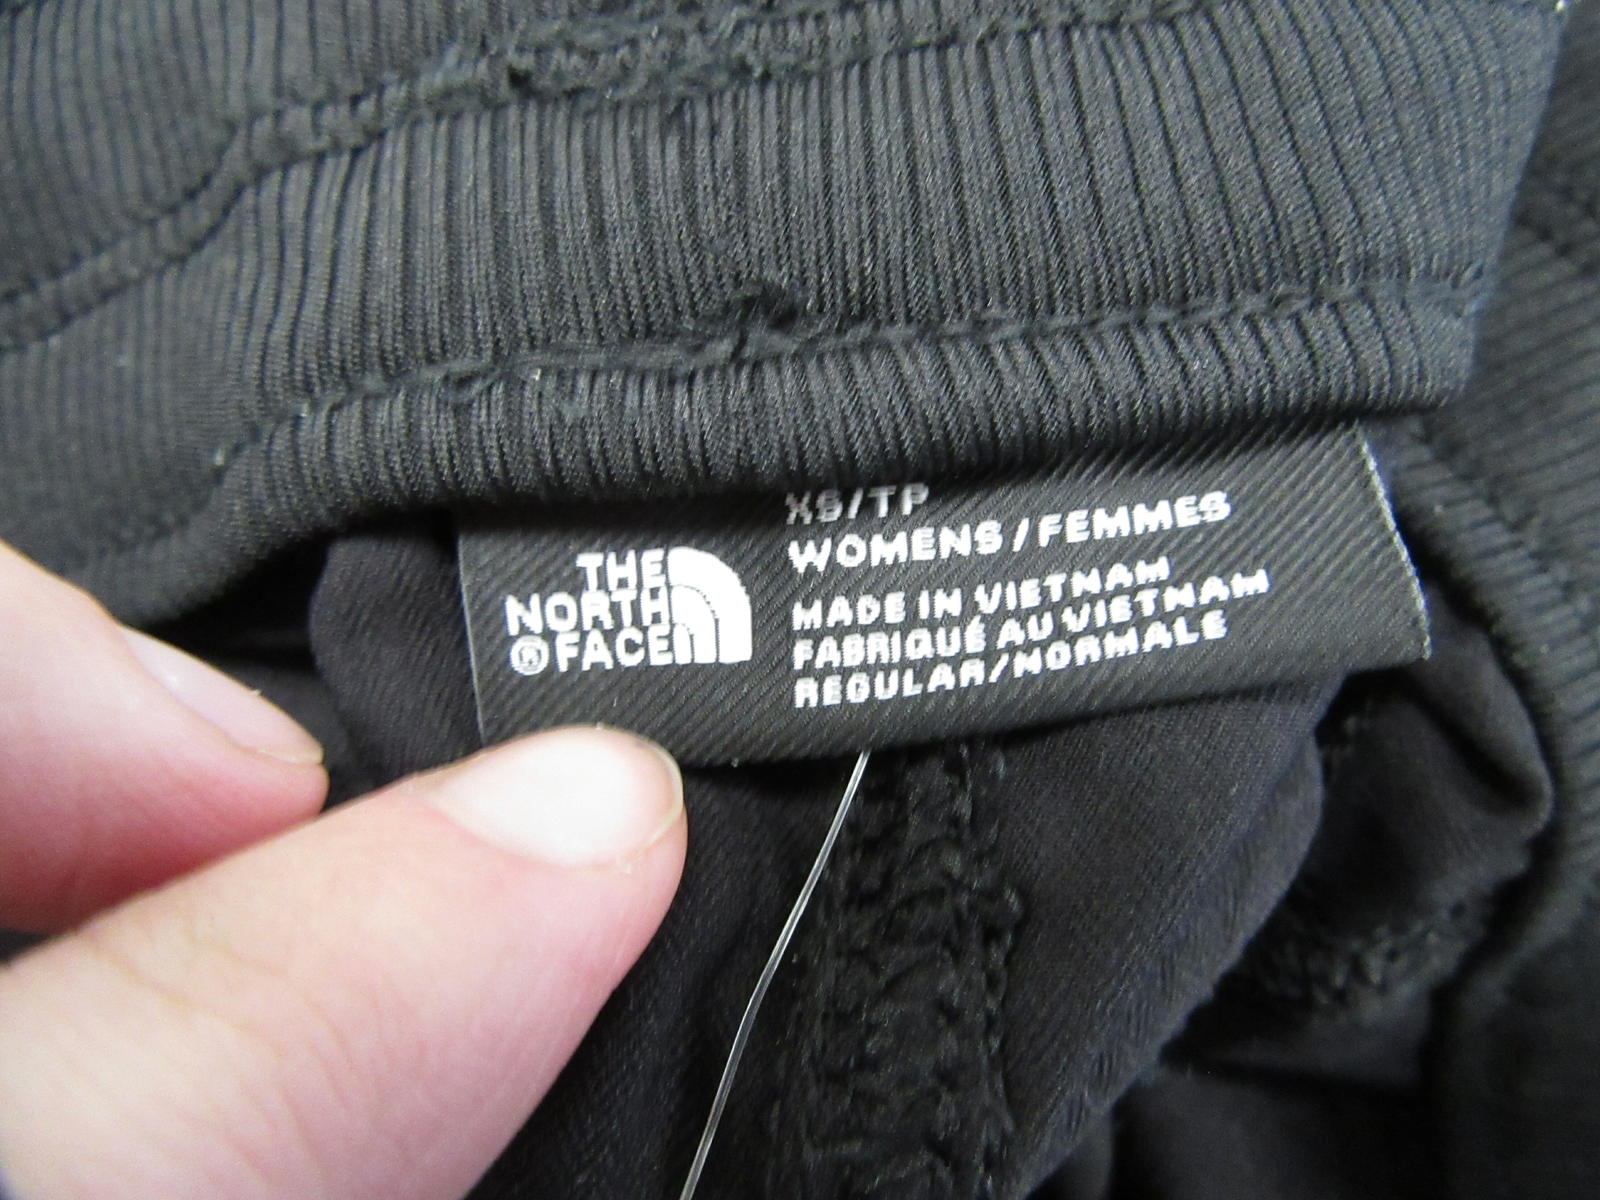 THE
NORTH
® FACE
XS/TP
WOMENS / FEMMES
MADE IN VIETNAM
FABRIQUÉ AU VIETNAM
REGULAR/NORMALE